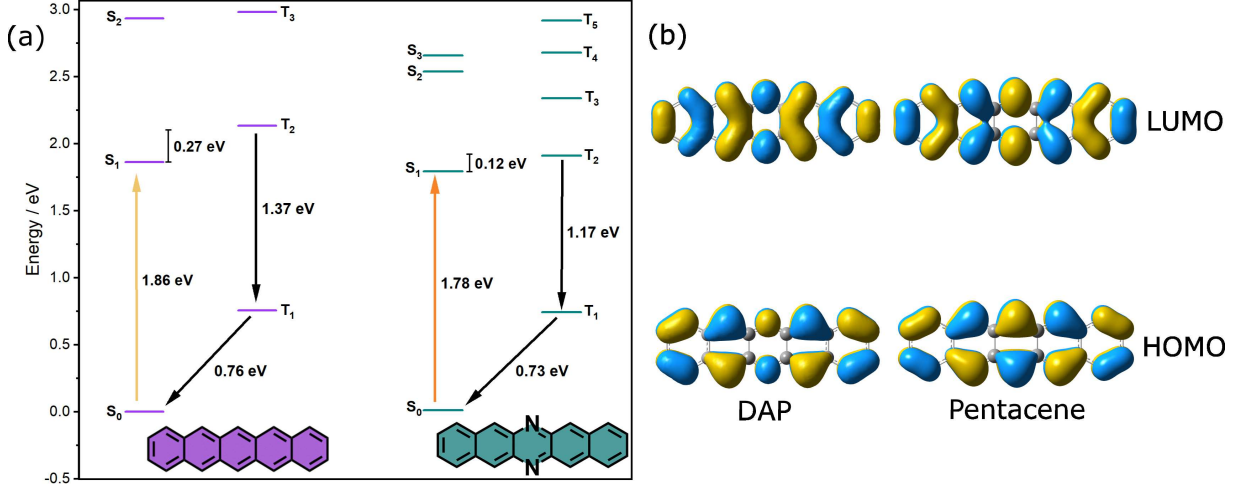 (a)
Energy / eV
3.0
2.5
2.0
1.5
1.0
0.5
0.0
-0.5
S2
T3
T2
0.27 eV
S1
1.37 eV
1.86 eV
T1
0.76 eV
S0
T5
S3
T4
S2
T3
T2
S1
0.12 eV
1.17 eV
1.78 eV
T1
0.73 eV
S0
N
N
(b)
LUMO
HOMO
DAP
Pentacene